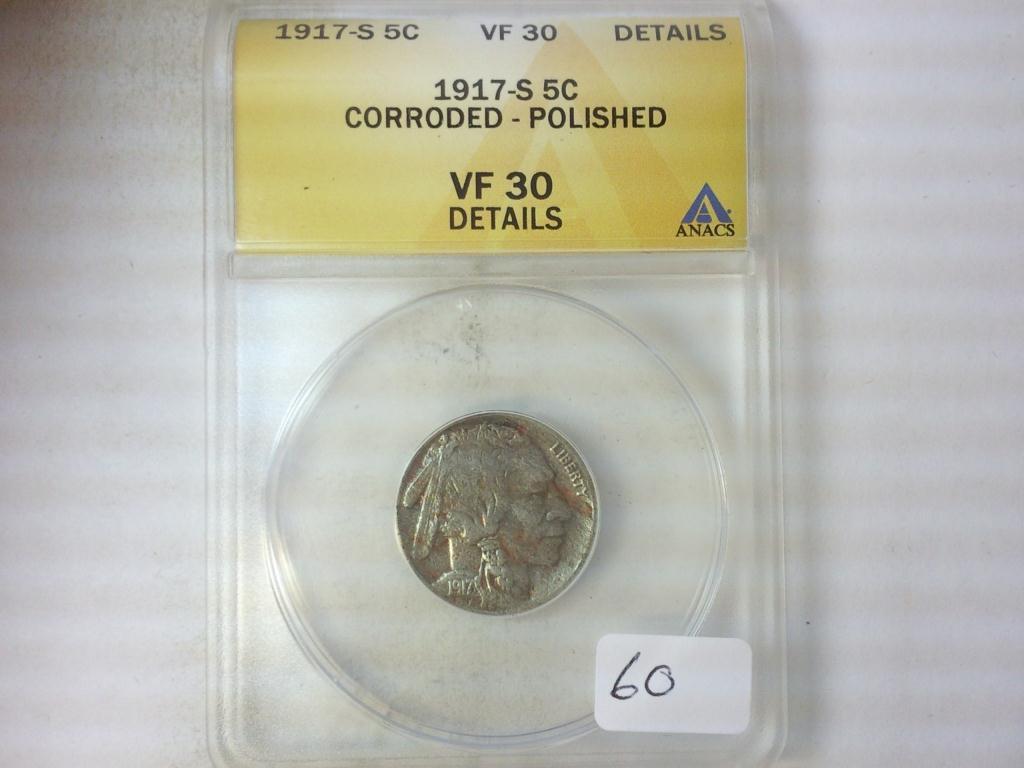 1917-S 5C VF 30 DETAILS
1917-S 5C
CORRODED - POLISHED
VF 30
DETAILS
ANACS
LIBERTY
1917
60